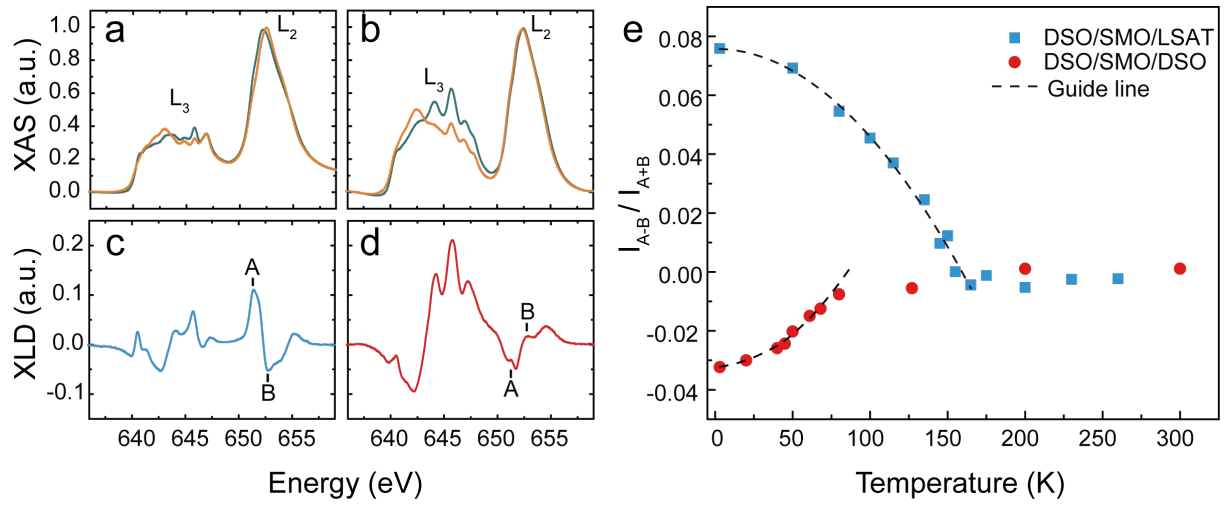 a
L₃
L₂
b
L₃
L₂
XAS (a.u.)
1.0
0.8
0.6
0.4
0.2
0.0
c
A
B
d
B
A
XLD (a.u.)
0.2
0.1
0.0
-0.1
640 645 650 655 640 645 650 655
Energy (eV)
e
DSO/SMO/LSAT
DSO/SMO/DSO
Guide line
I_A-B / I_A+B
0.08
0.06
0.04
0.02
0.00
-0.02
-0.04
0 50 100 150 200 250 300
Temperature (K)